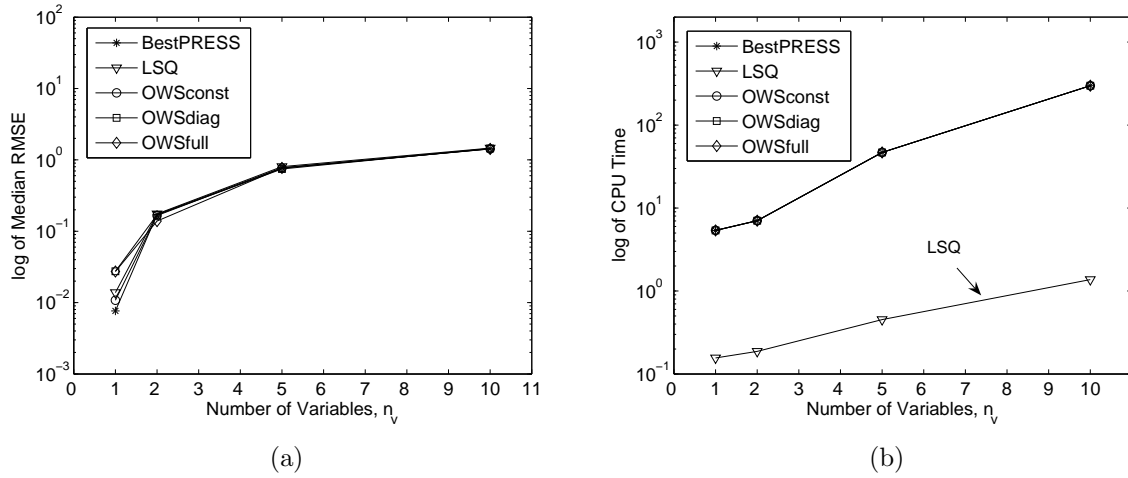 10^2
10^1
10^0
10^-1
10^-2
10^-3
log of Median RMSE
BestPRESS
LSQ
OWSconst
OWSdiag
OWSfull
0 1 2 3 4 5 6 7 8 9 10 11
Number of Variables, n_v
(a)
10^3
10^2
10^1
10^0
10^-1
log of CPU Time
BestPRESS
LSQ
OWSconst
OWSdiag
OWSfull
LSQ
0 1 2 3 4 5 6 7 8 9 10
Number of Variables, n_v
(b)